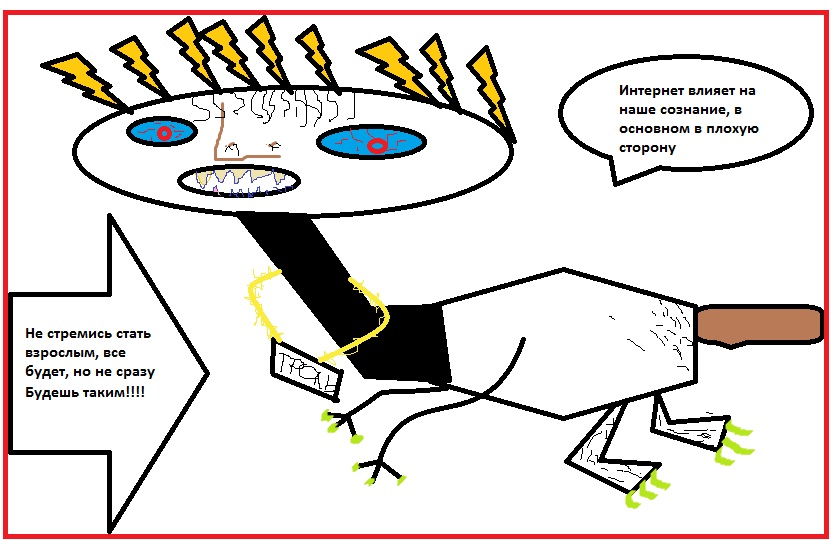 Интернет влияет на
наше сознание, в
основном в плохую
сторону
Не стремись стать
взрослым, все
будет, но не сразу
Будешь таким!!!!
ТРОЛЬ